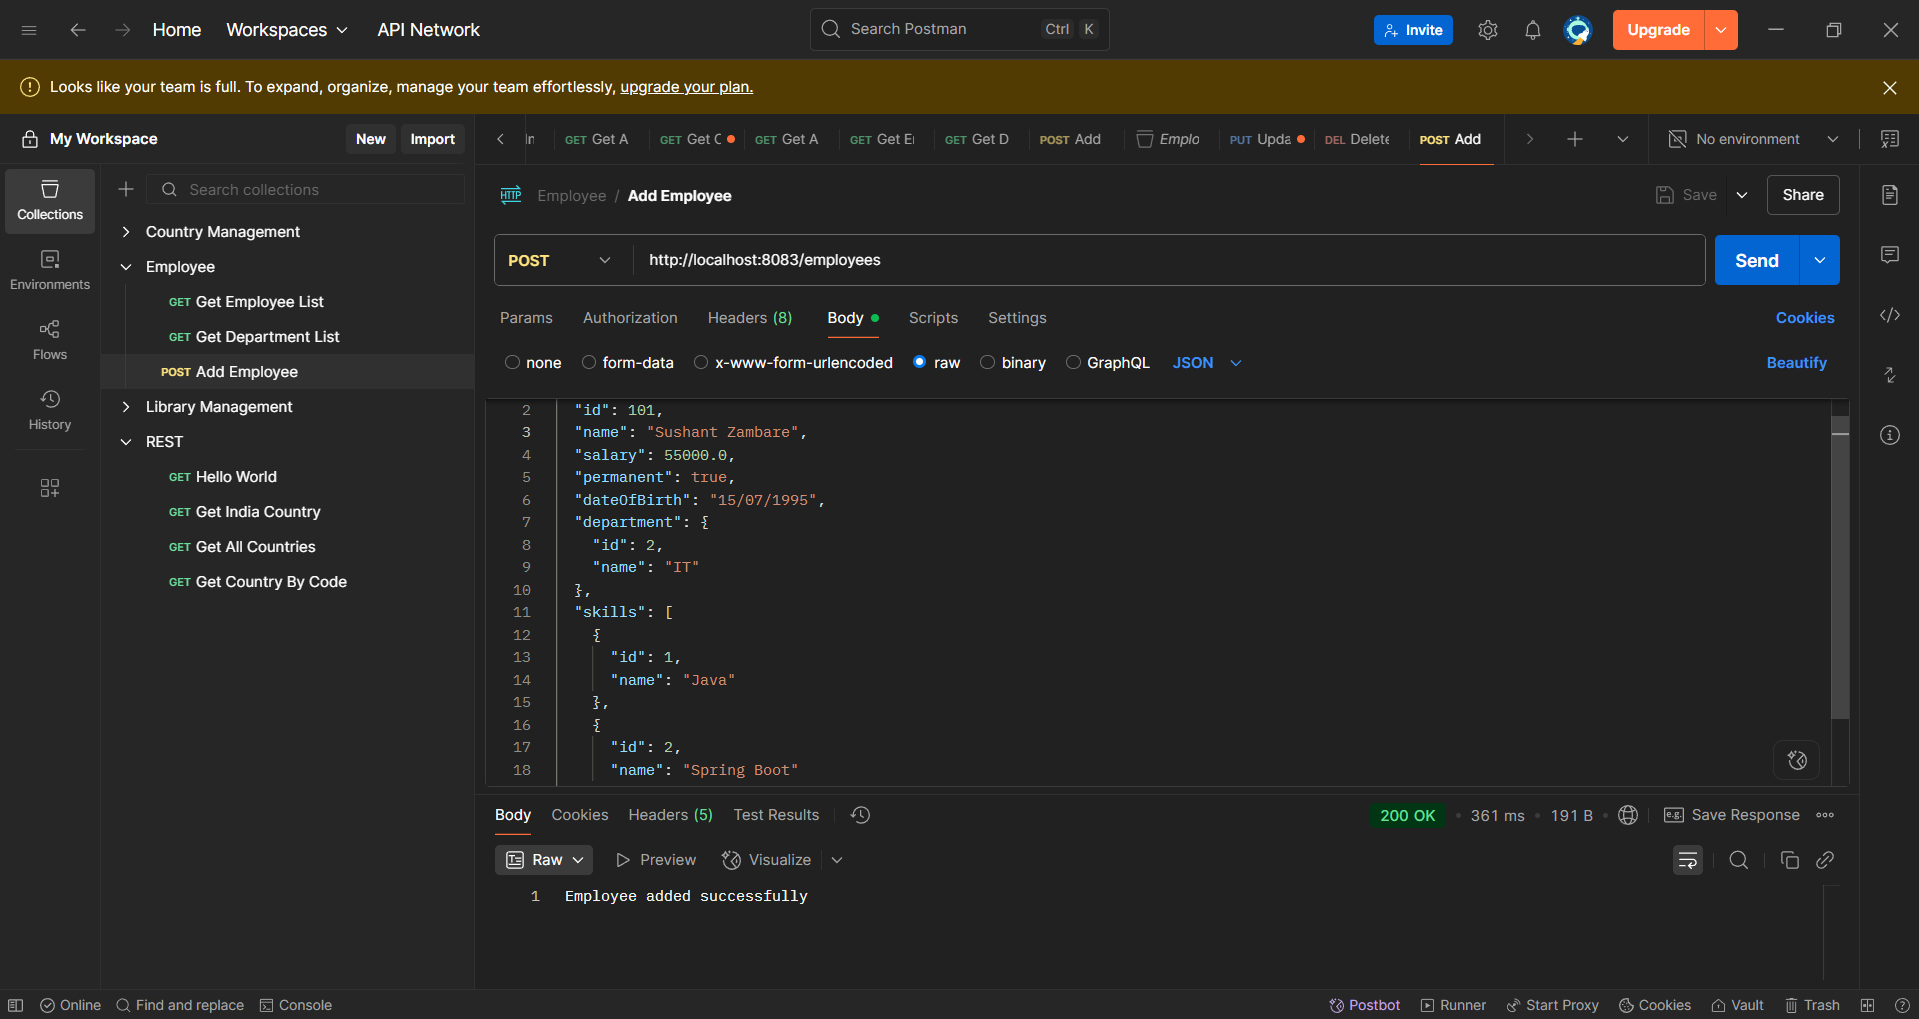 Home Workspaces API Network Search Postman Ctrl K Invite Upgrade
Looks like your team is full. To expand, organize, manage your team effortlessly, upgrade your plan.
My Workspace New Import
GET Get A GET Get C GET Get A GET Get E GET Get D POST Add Emplo PUT Upda DEL Delete POST Add No environment
Collections
Environments
Flows
History
Search collections
Country Management
Employee
GET Get Employee List
GET Get Department List
POST Add Employee
Library Management
REST
GET Hello World
GET Get India Country
GET Get All Countries
GET Get Country By Code
HTTP Employee / Add Employee Save Share
POST http://localhost:8083/employees Send
Params Authorization Headers (8) Body Scripts Settings Cookies
none form-data x-www-form-urlencoded raw binary GraphQL JSON Beautify
2 "id": 101,
3 "name": "Sushant Zambare",
4 "salary": 55000.0,
5 "permanent": true,
6 "dateOfBirth": "15/07/1995",
7 "department": {
8 "id": 2,
9 "name": "IT"
10 },
11 "skills": [
12 {
13 "id": 1,
14 "name": "Java"
15 },
16 {
17 "id": 2,
18 "name": "Spring Boot"
Body Cookies Headers (5) Test Results 200 OK • 361 ms • 191 B • e.g. Save Response
Raw Preview Visualize
1 Employee added successfully
Online Find and replace Console Postbot Runner Start Proxy Cookies Vault Trash